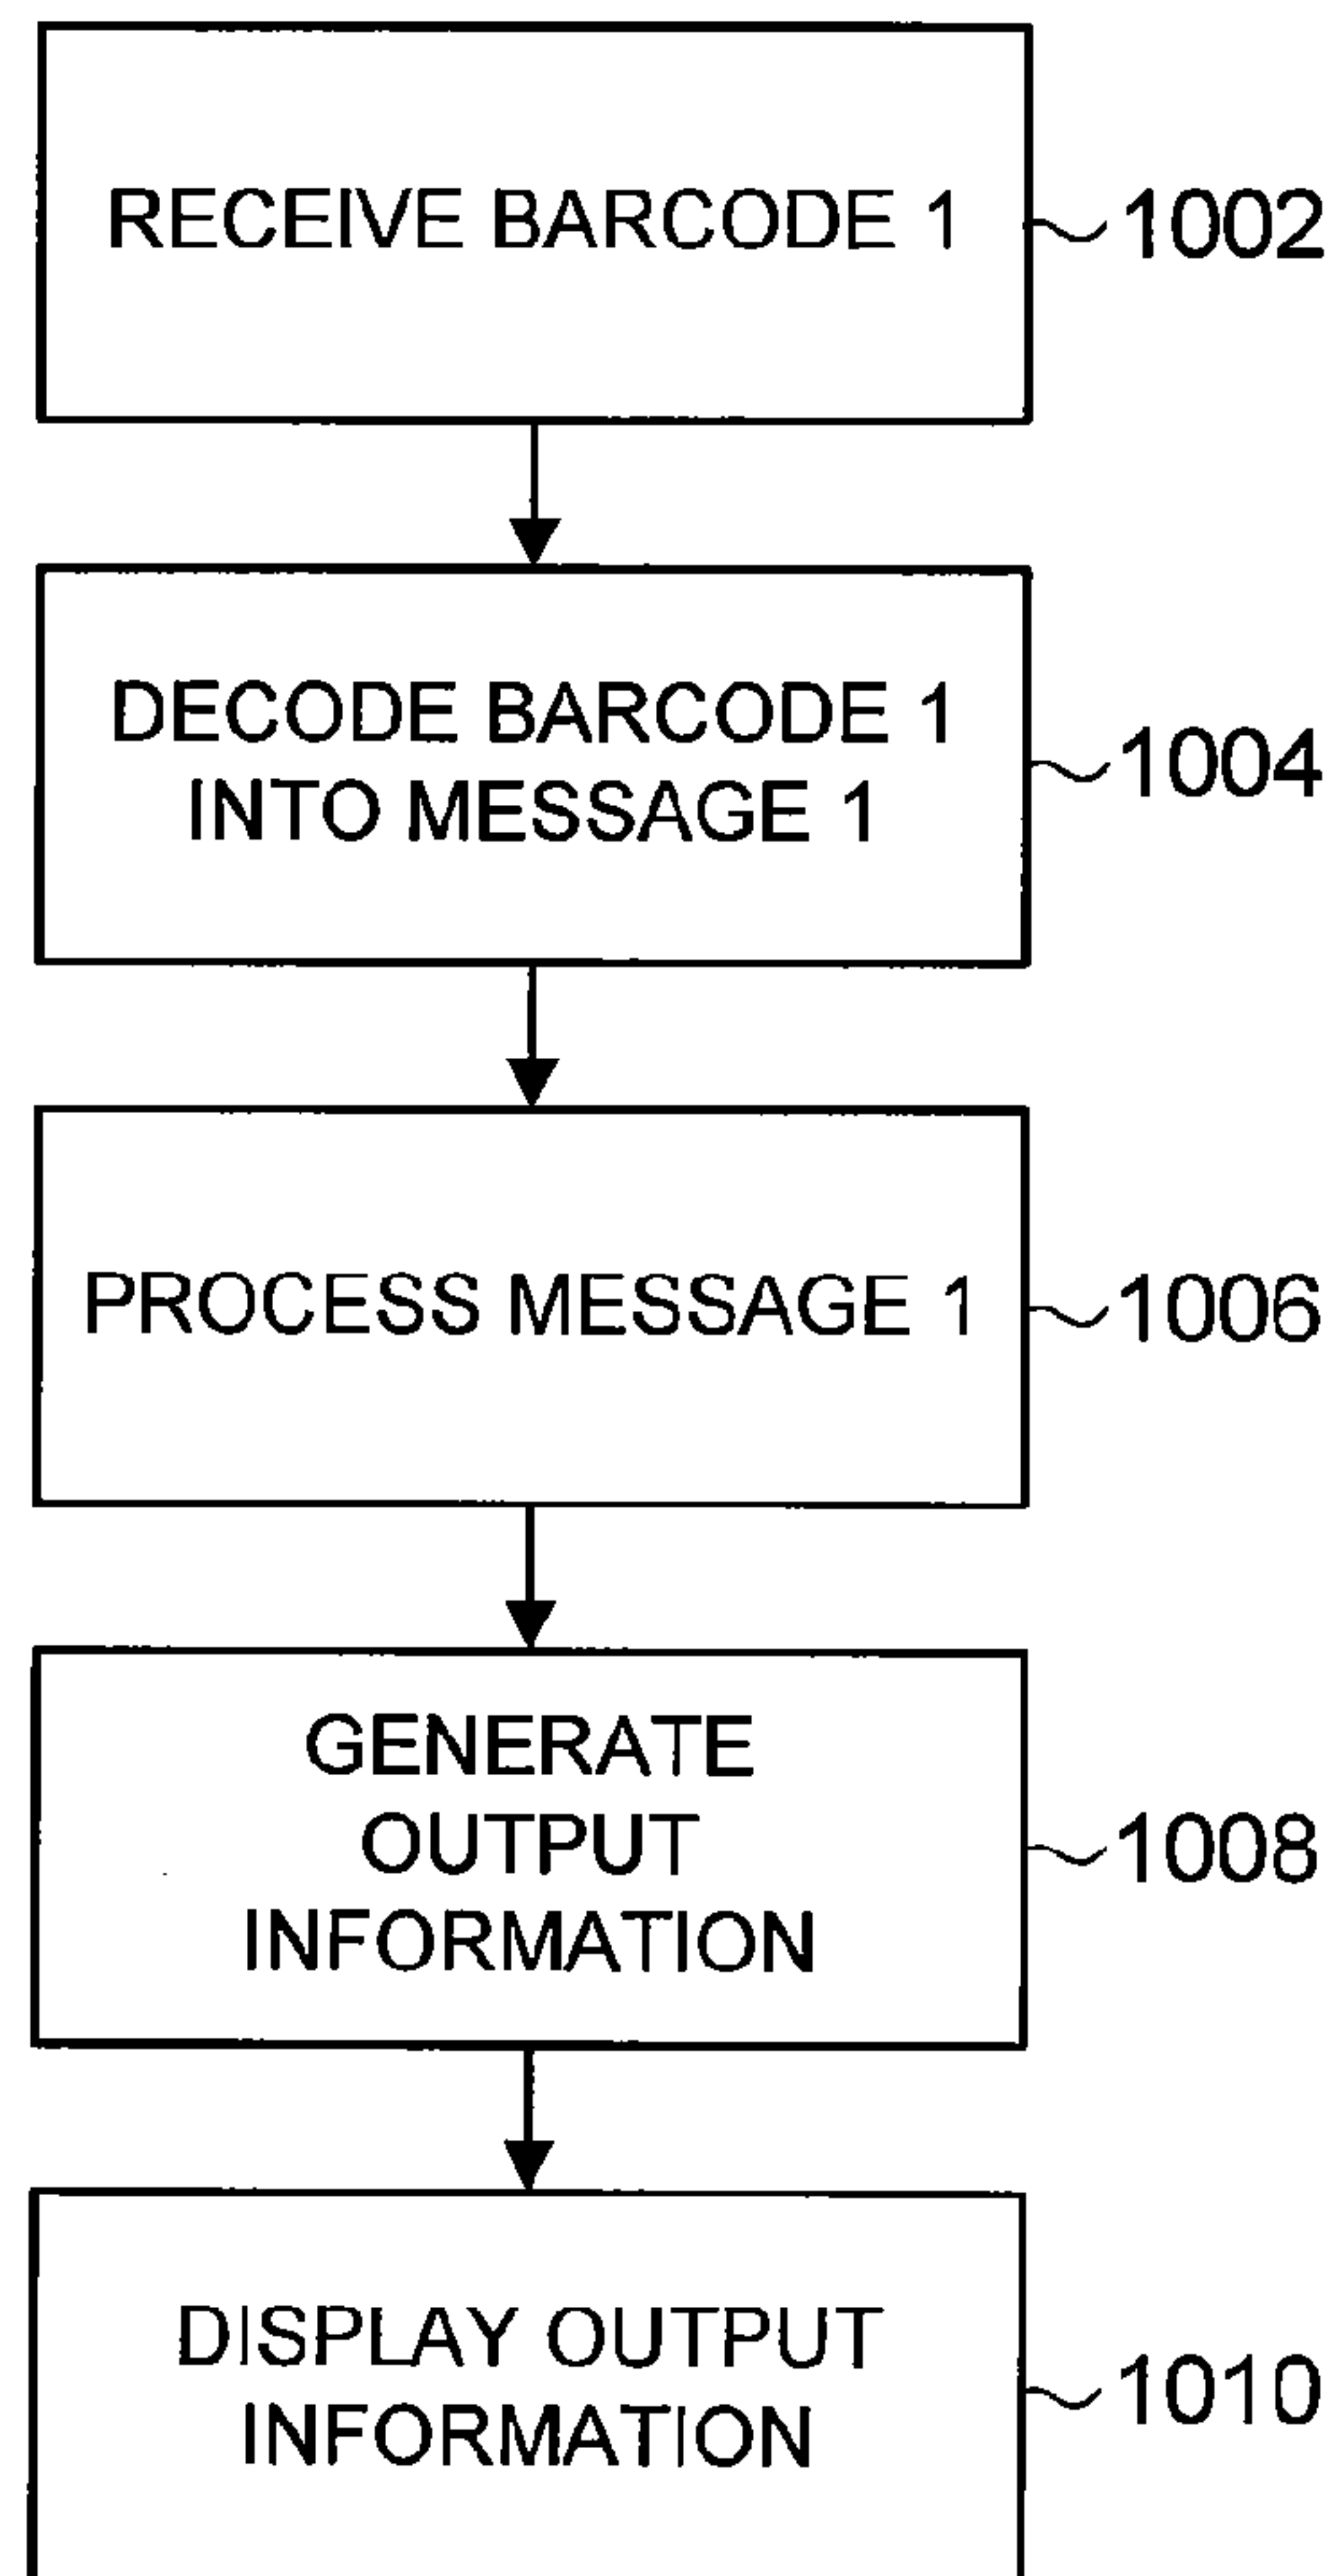 RECEIVE BARCODE 1
1002
DECODE BARCODE 1
INTO MESSAGE 1
1004
PROCESS MESSAGE 1
1006
GENERATE
OUTPUT
INFORMATION
1008
DISPLAY OUTPUT
INFORMATION
1010